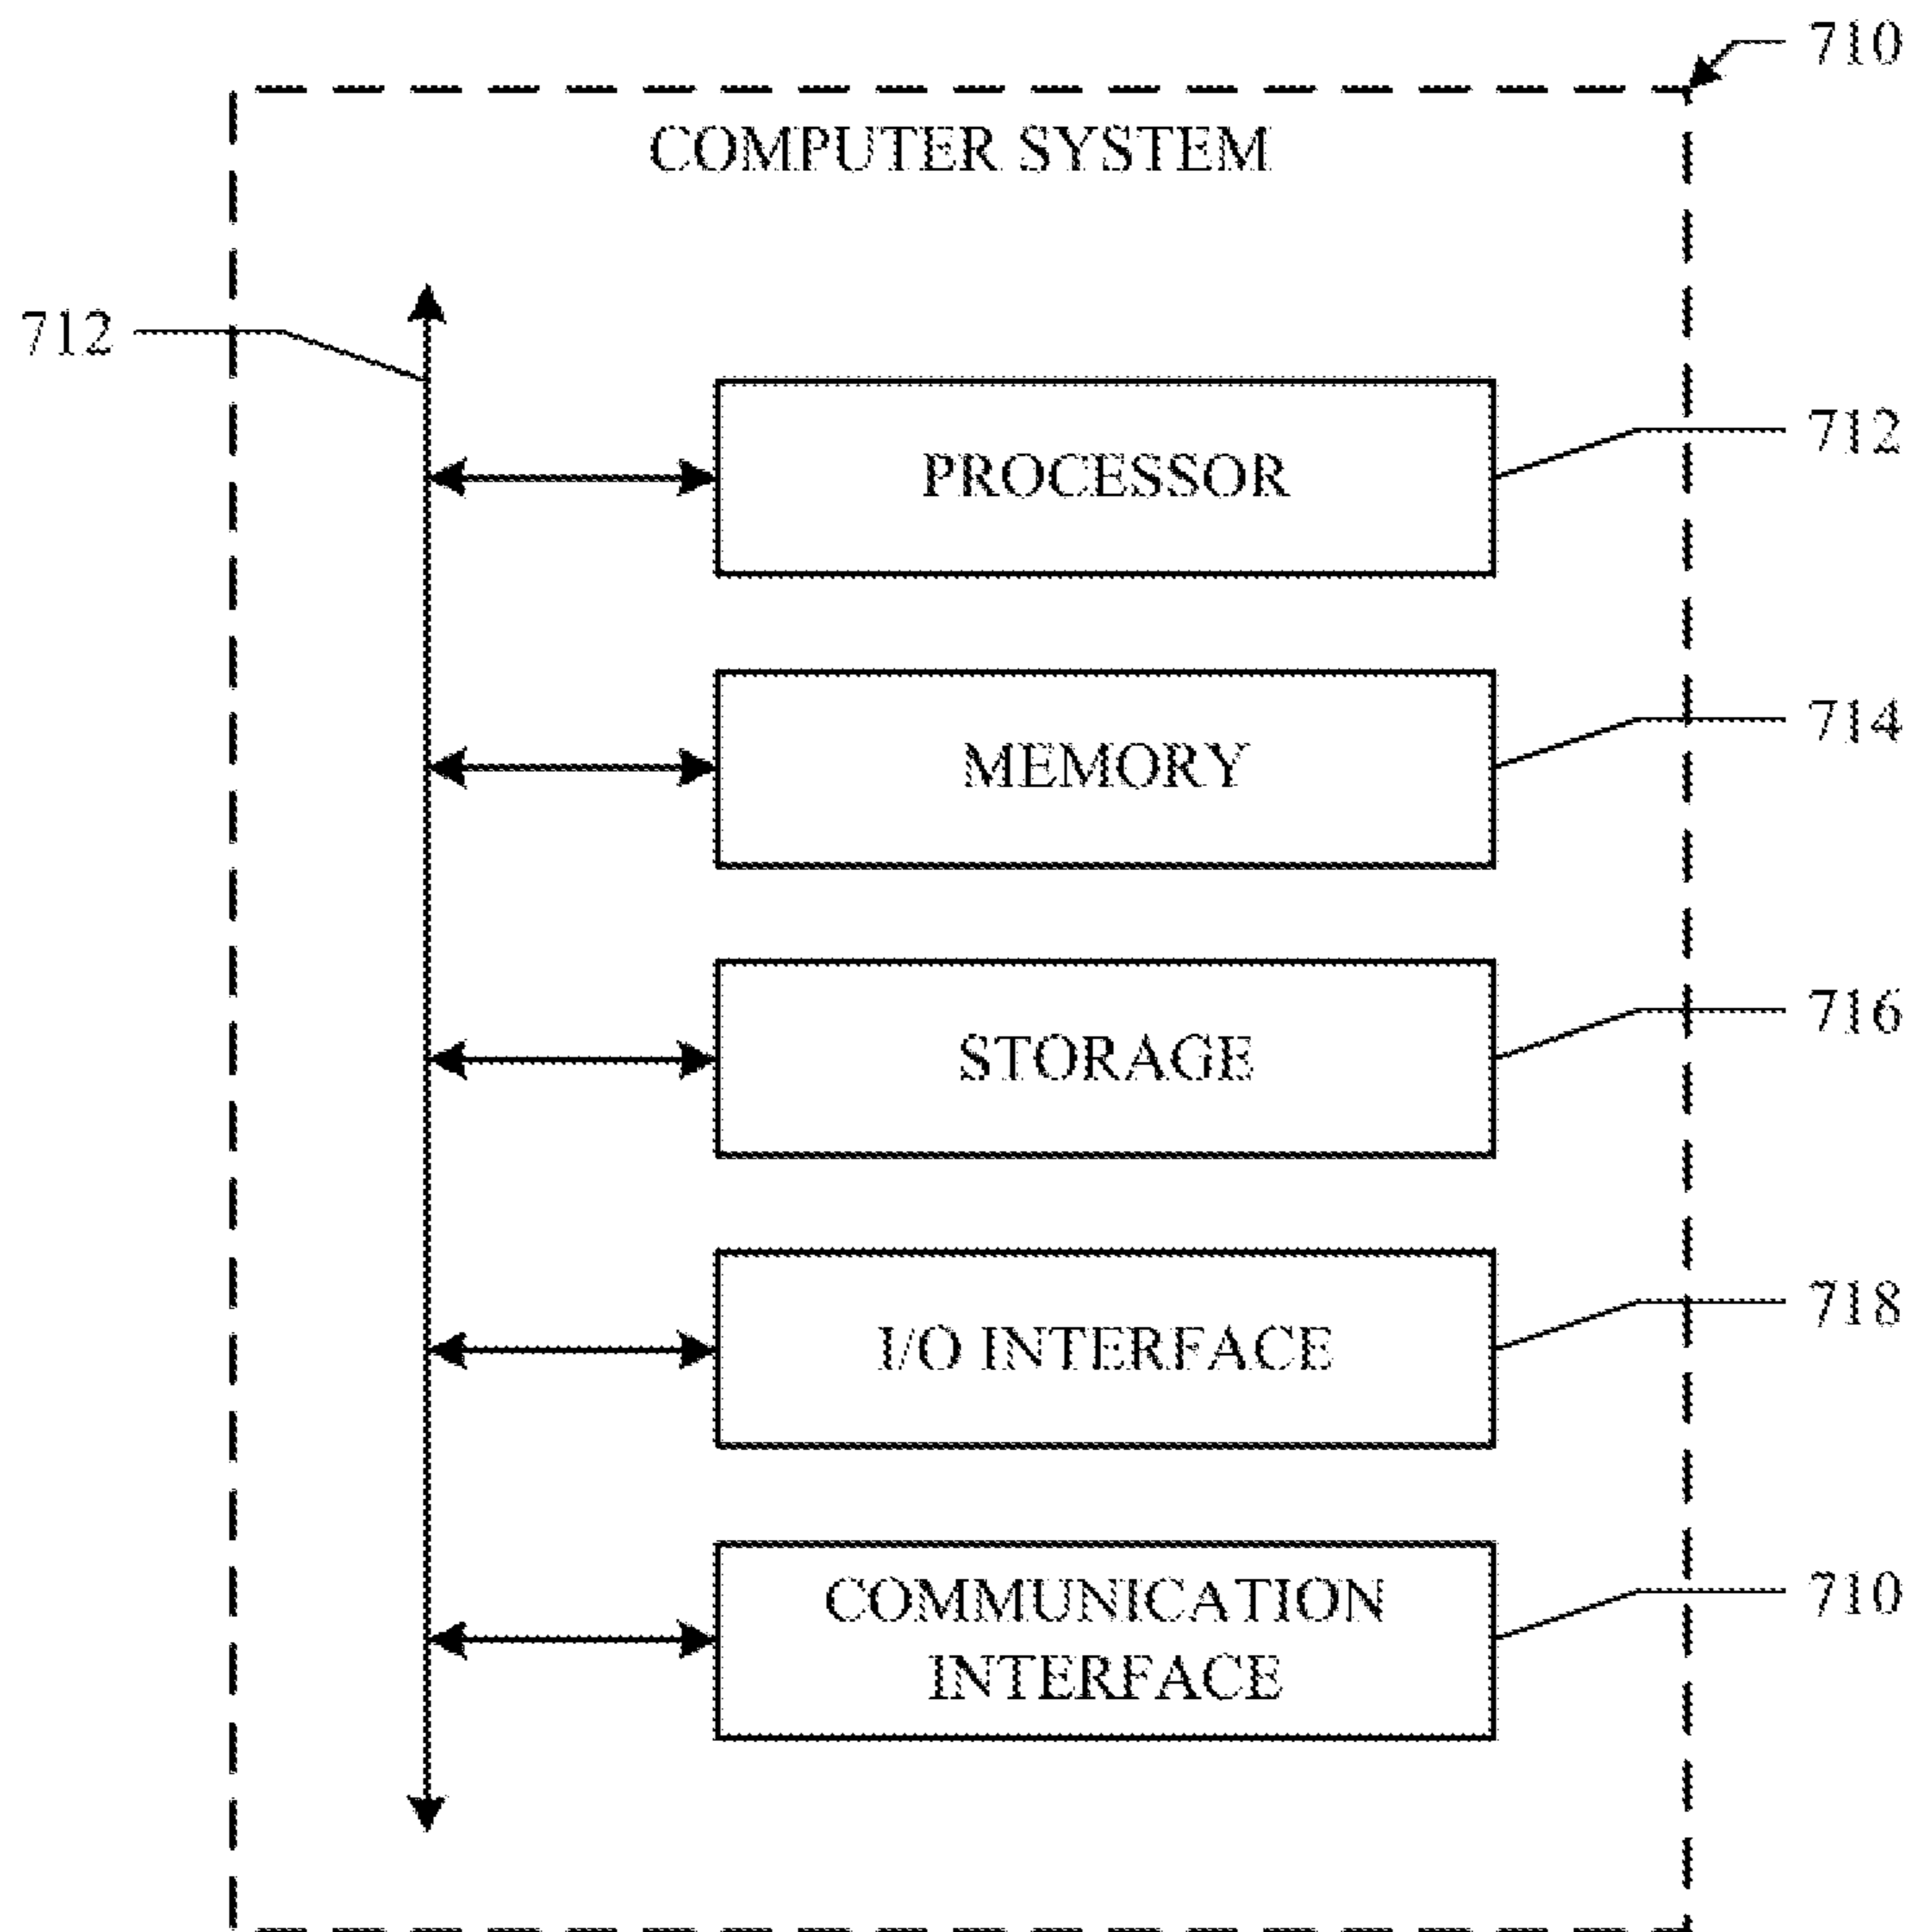 710
COMPUTER SYSTEM
712
PROCESSOR
712
MEMORY
714
STORAGE
716
I/O INTERFACE
718
COMMUNICATION
INTERFACE
710